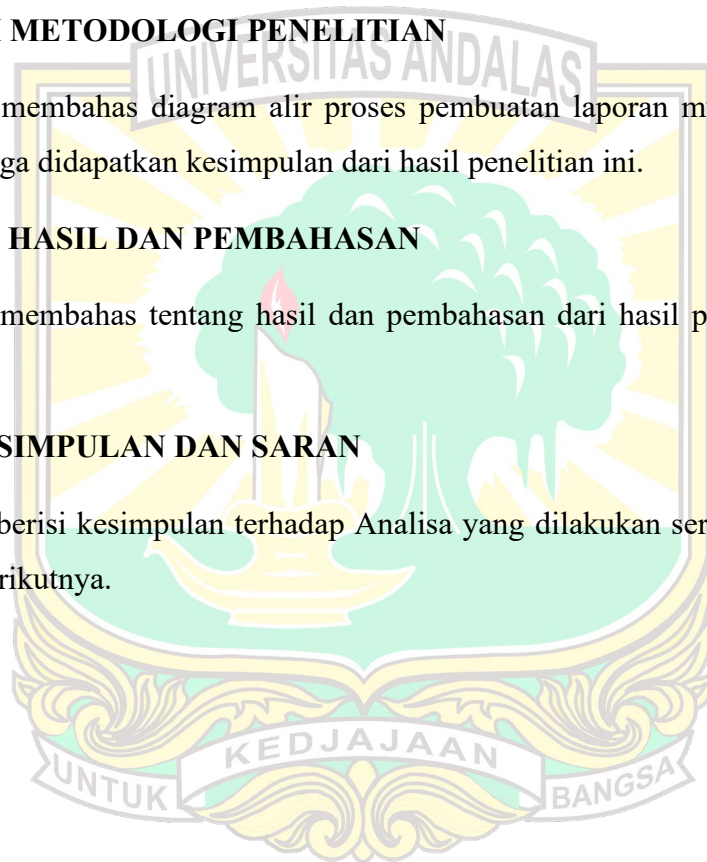 METODOLOGI PENELITIAN
UNIVERSITAS ANDALAS
membahas diagram alir proses pembuatan laporan
didapatkan kesimpulan dari hasil penelitian ini.
HASIL DAN PEMBAHASAN
membahas tentang hasil dan pembahasan dari hasil
SIMPULAN DAN SARAN
berisi kesimpulan terhadap Analisa yang dilakukan
rikutnya.
UNTUK KEDJAJAAN BANGSA